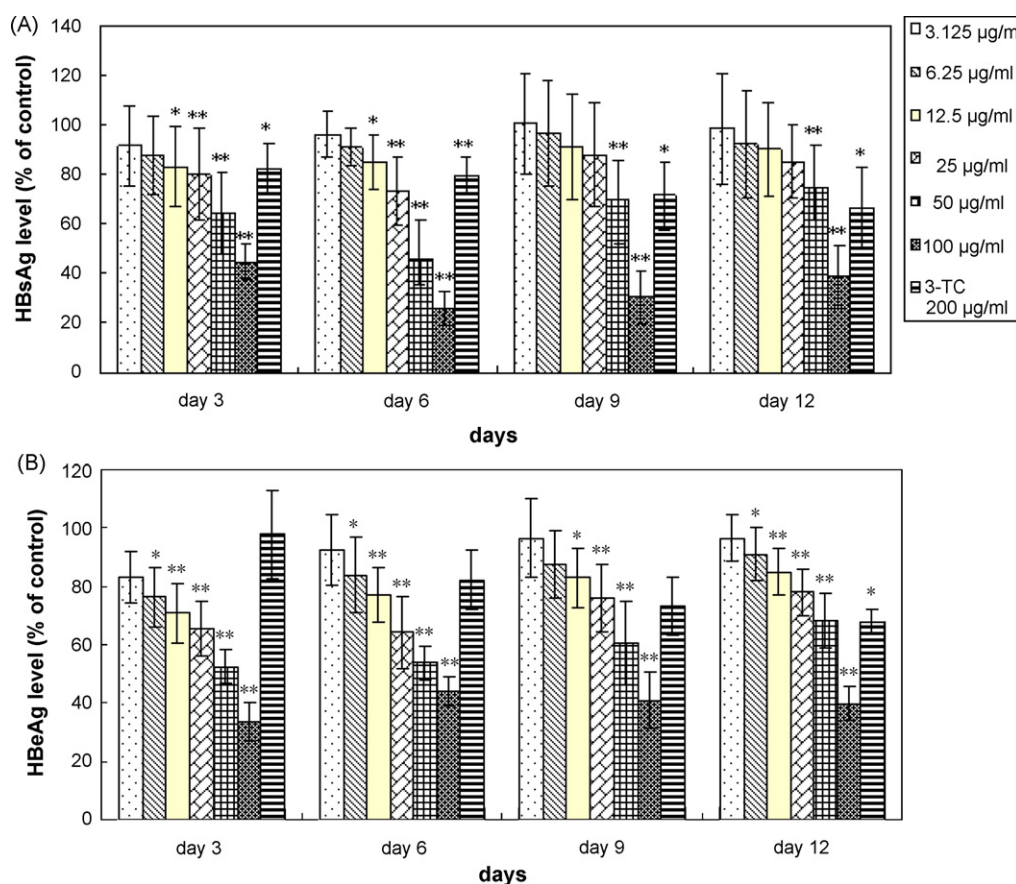 (A)
HBsAg level (% of control)
140
120
100
80
60
40
20
0
* ** ** ** *
* ** ** ** **
** ** *
** ** *
day 3 day 6 day 9 day 12
days
3.125 µg/m
6.25 µg/ml
12.5 µg/ml
25 µg/ml
50 µg/ml
100 µg/ml
3-TC
200 µg/ml
(B)
HBeAg level (% of control)
120
100
80
60
40
20
0
* ** ** ** **
* ** ** ** **
* ** ** **
* ** ** ** ** *
day 3 day 6 day 9 day 12
days